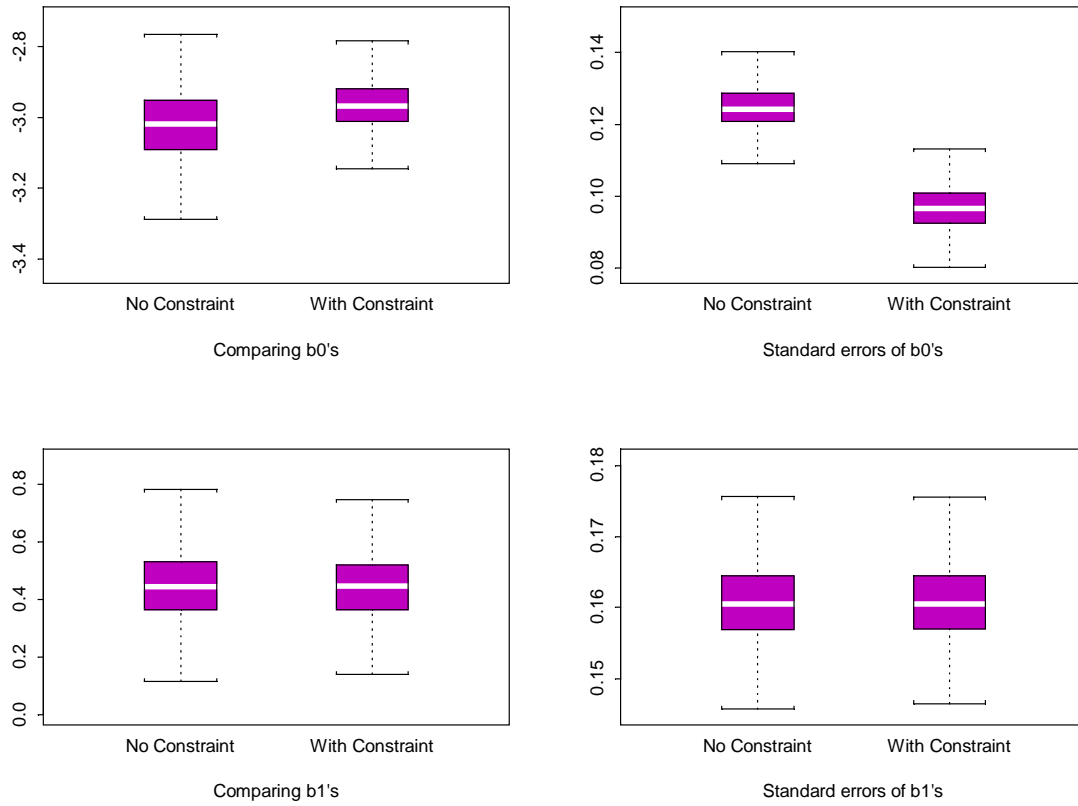 -2.8
-3.0
-3.2
-3.4
No Constraint
With Constraint
Comparing b0's
0.14
0.12
0.10
0.08
No Constraint
With Constraint
Standard errors of b0's
0.8
0.6
0.4
0.2
0.0
No Constraint
With Constraint
Comparing b1's
0.18
0.17
0.16
0.15
No Constraint
With Constraint
Standard errors of b1's